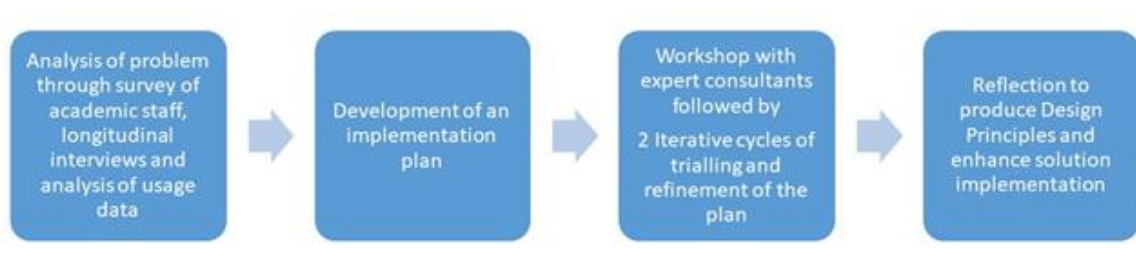 Analysis of problem
through survey of
academic staff,
longitudinal
interviews and
analysis of usage
data
Development of an
implementation
plan
Workshop with
expert consultants
followed by
2 Iterative cycles of
trialling and
refinement of the
plan
Reflection to
produce Design
Principles and
enhance solution
implementation